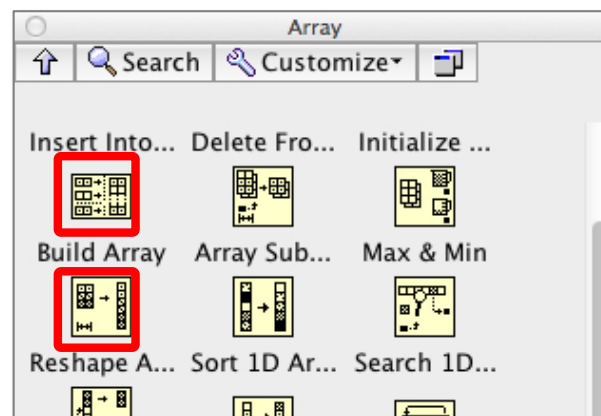 Array
Search Customize
Insert Into... Delete Fro... Initialize ...
Build Array Array Sub... Max & Min
Reshape A... Sort 1D Ar... Search 1D...